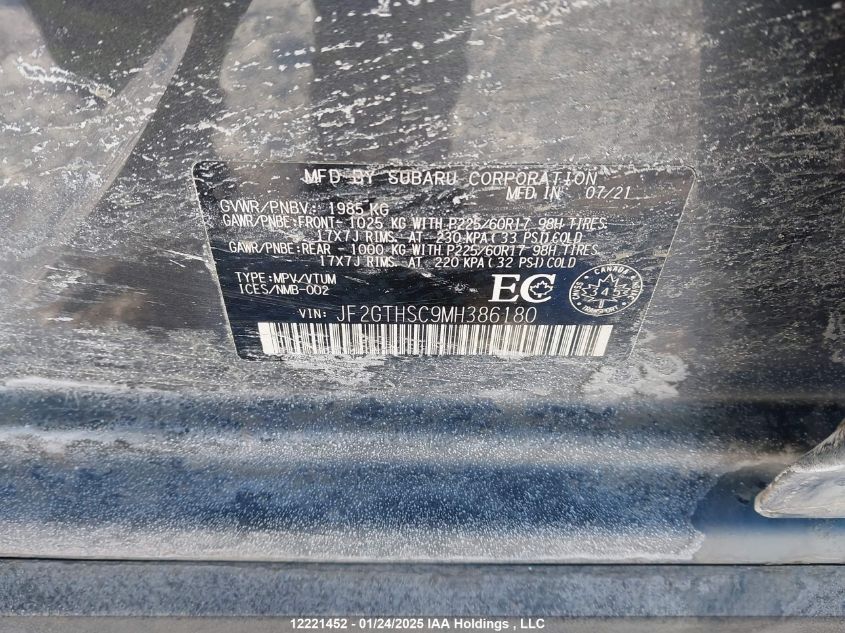 MFD BY SUBARU CORPORATION
MFD IN 07/21
GVWR/PNBV: 1985 KG
GAWR/PNBE:FRONT- 1025 KG WITH P225/60R17 98H TIRES,
17X7J RIMS-AT-230 KPA(33 PSI)COLD
GAWR/PNBE:REAR - 1000 KG WITH P225/60R17 98H TIRES,
17X7J RIMS-AT 220 KPA(32 PSI)COLD
TYPE:MPV/VTUM
ICES/NMB-002
EC
CANADA
TRANSPORT
VIN: JF2GTHSC9MH386180
12221452 - 01/24/2025 IAA Holdings , LLC